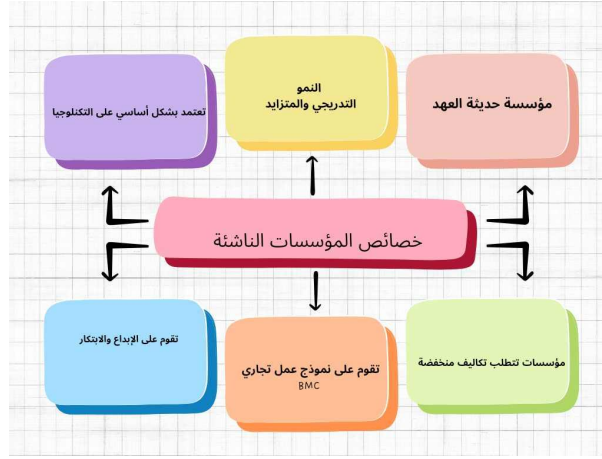 مؤسسة حديثة العهد
النمو
التدريجي والمتزايد
تعتمد بشكل أساسي على التكنلوجيا
خصائص المؤسسات الناشئة
مؤسسات تتطلب تكاليف منخفضة
تقوم على نموذج عمل تجاري
BMC
تقوم على الإبداع والابتكار